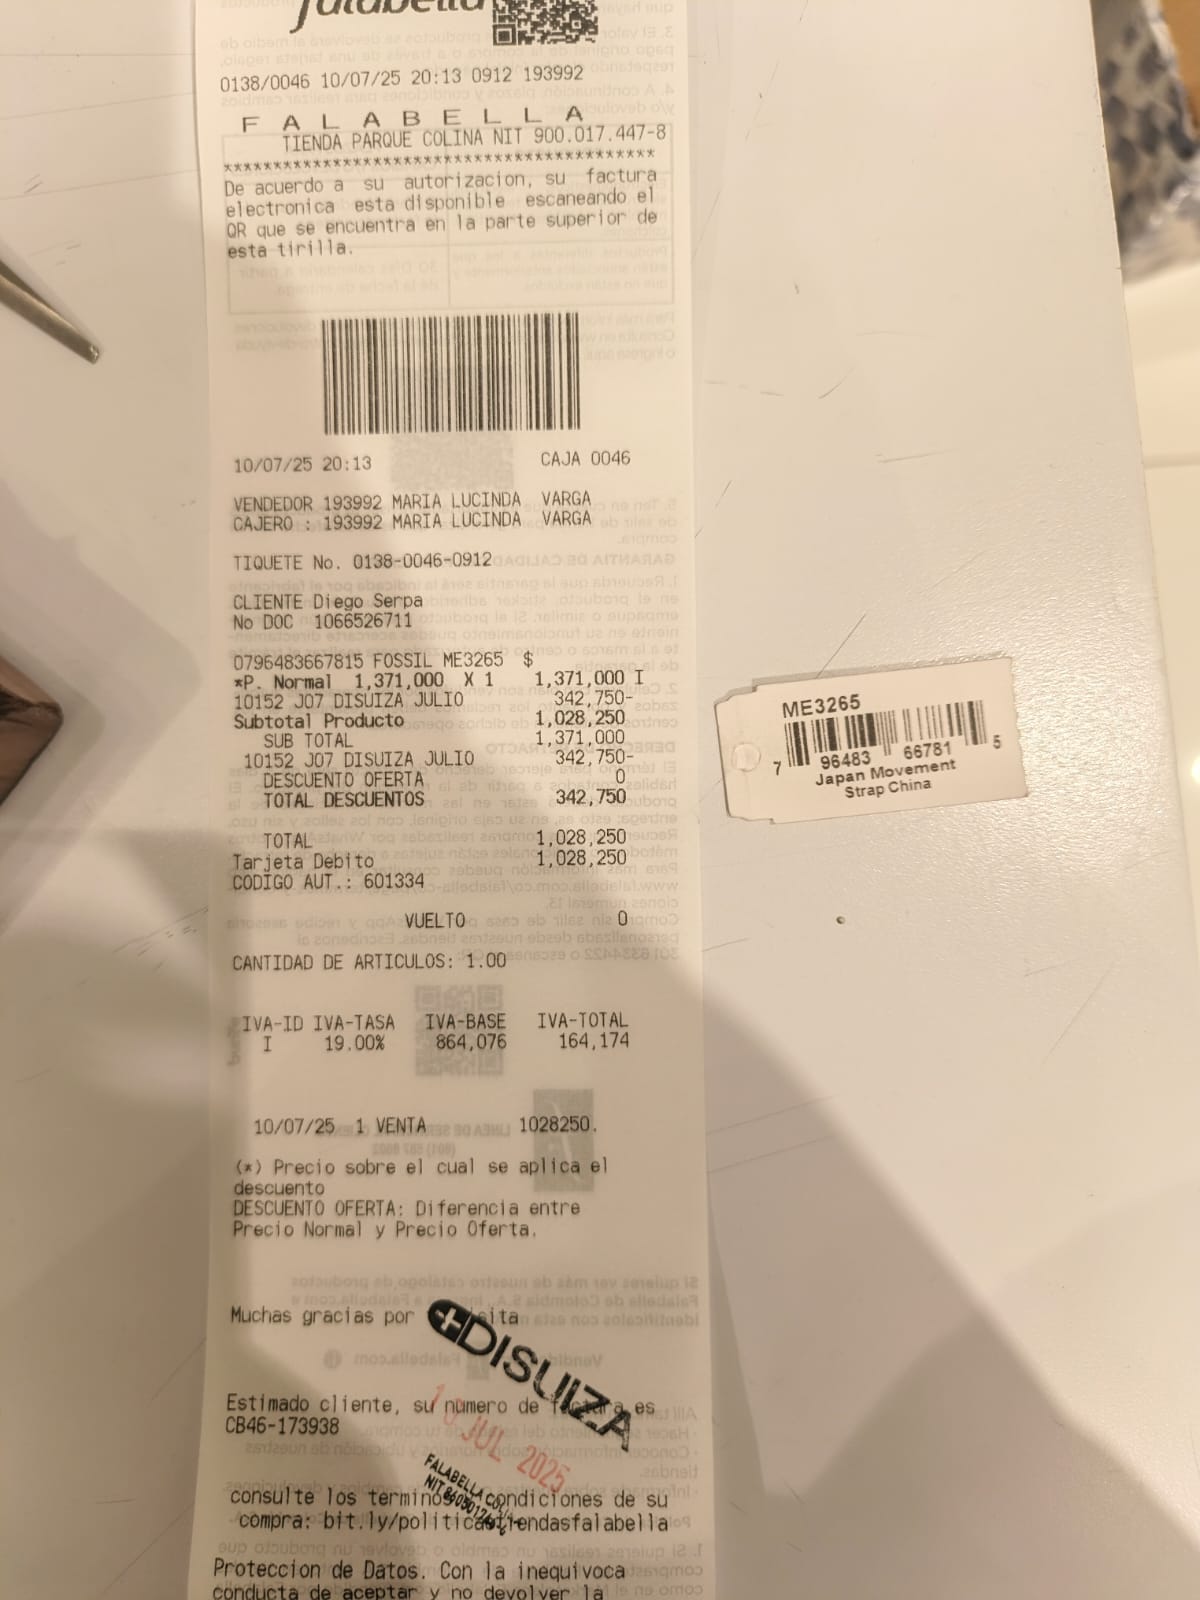 falabella
0138/0046 10/07/25 20:13 0912 193992
F A L A B E L L A
TIENDA PARQUE COLINA NIT 900.017.447-8
******************************************
De acuerdo a su autorizacion, su factura
electronica esta disponible escaneando el
QR que se encuentra en la parte superior de
esta tirilla.
10/07/25 20:13 CAJA 0046
VENDEDOR 193992 MARIA LUCINDA VARGA
CAJERO : 193992 MARIA LUCINDA VARGA
TIQUETE No. 0138-0046-0912
CLIENTE Diego Serpa
No DOC 1066526711
0796483667815 FOSSIL ME3265 $
*P. Normal 1,371,000 X 1 1,371,000 I
10152 J07 DISUIZA JULIO 342,750-
Subtotal Producto 1,028,250
SUB TOTAL 1,371,000
10152 J07 DISUIZA JULIO 342,750-
DESCUENTO OFERTA 0
TOTAL DESCUENTOS 342,750
TOTAL 1,028,250
Tarjeta Debito 1,028,250
CODIGO AUT.: 601334
VUELTO 0
CANTIDAD DE ARTICULOS: 1.00
IVA-ID IVA-TASA IVA-BASE IVA-TOTAL
I 19.00% 864,076 164,174
10/07/25 1 VENTA 1028250.
(*) Precio sobre el cual se aplica el
descuento
DESCUENTO OFERTA: Diferencia entre
Precio Normal y Precio Oferta.
Muchas gracias por
DISUIZA
Estimado cliente, su numero de factura es
CB46-173938
10 JUL 2025
FALABELLA COLINA
consulte los terminos condiciones de su
compra: bit.ly/politicastiendasfalabella
Proteccion de Datos. Con la inequivoca
conducta de aceptar y no devolver la
ME3265
7 96483 66781 5
Japan Movement
Strap China